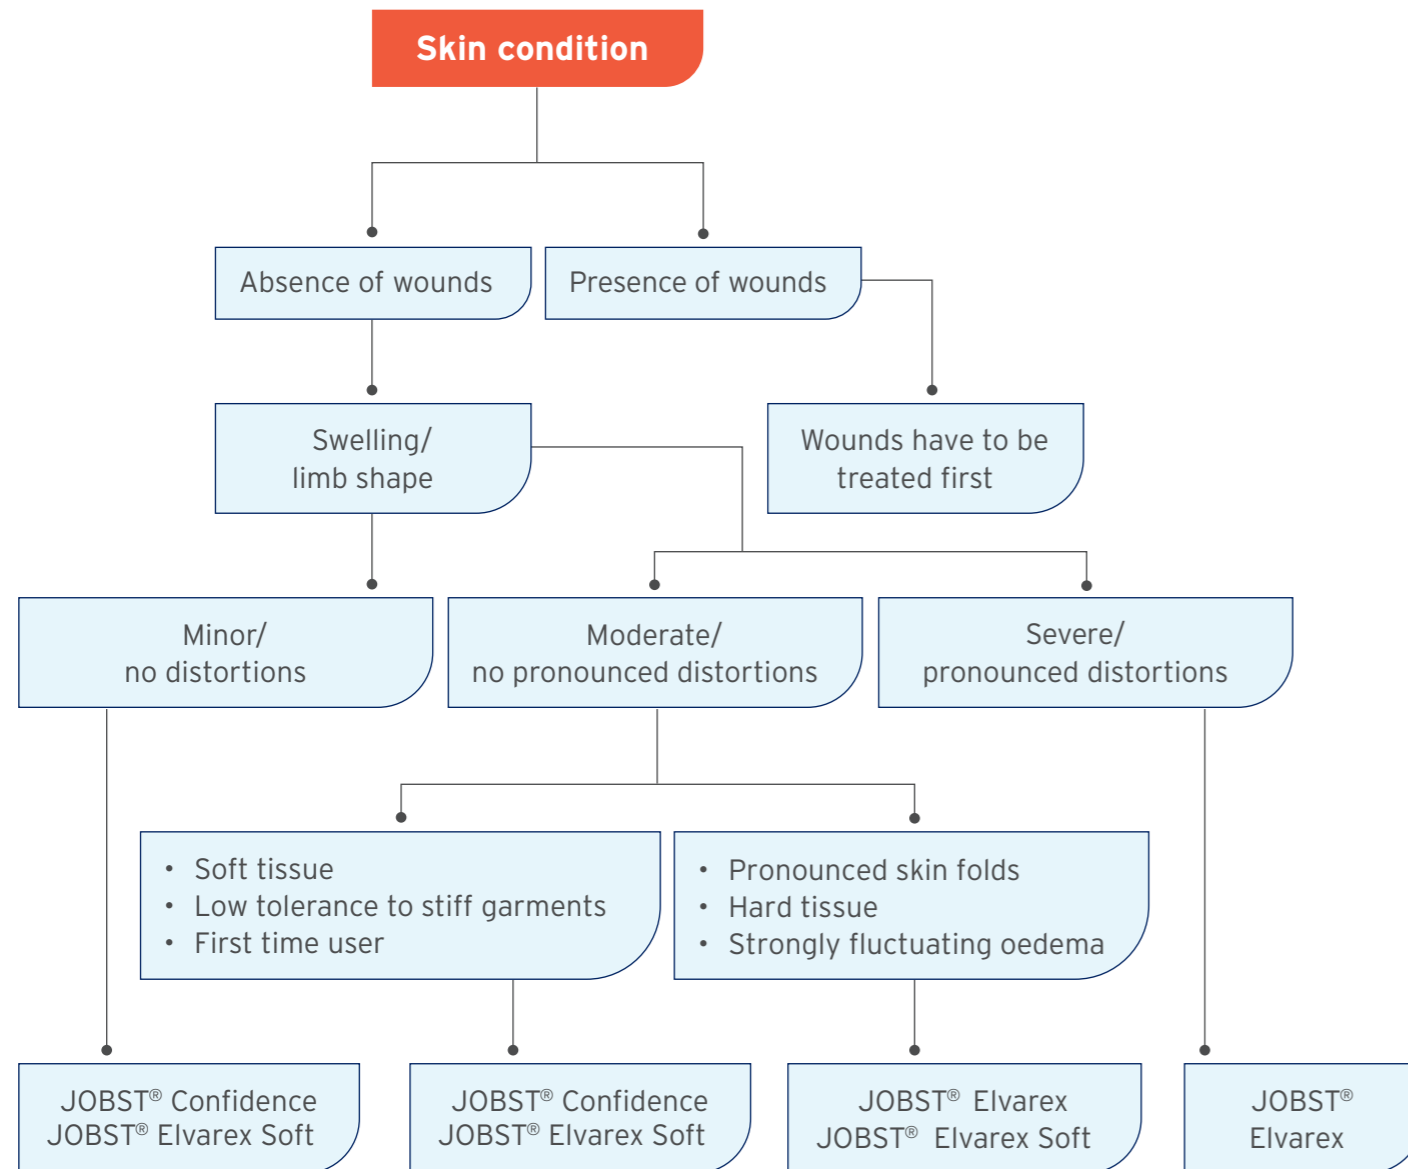 Skin condition
Absence of wounds
Presence of wounds
Swelling/
limb shape
Wounds have to be
treated first
Minor/
no distortions
Moderate/
no pronounced distortions
Severe/
pronounced distortions
• Soft tissue
• Low tolerance to stiff garments
• First time user
• Pronounced skin folds
• Hard tissue
• Strongly fluctuating oedema
JOBST® Confidence
JOBST® Elvarex Soft
JOBST® Confidence
JOBST® Elvarex Soft
JOBST® Elvarex
JOBST® Elvarex Soft
JOBST®
Elvarex